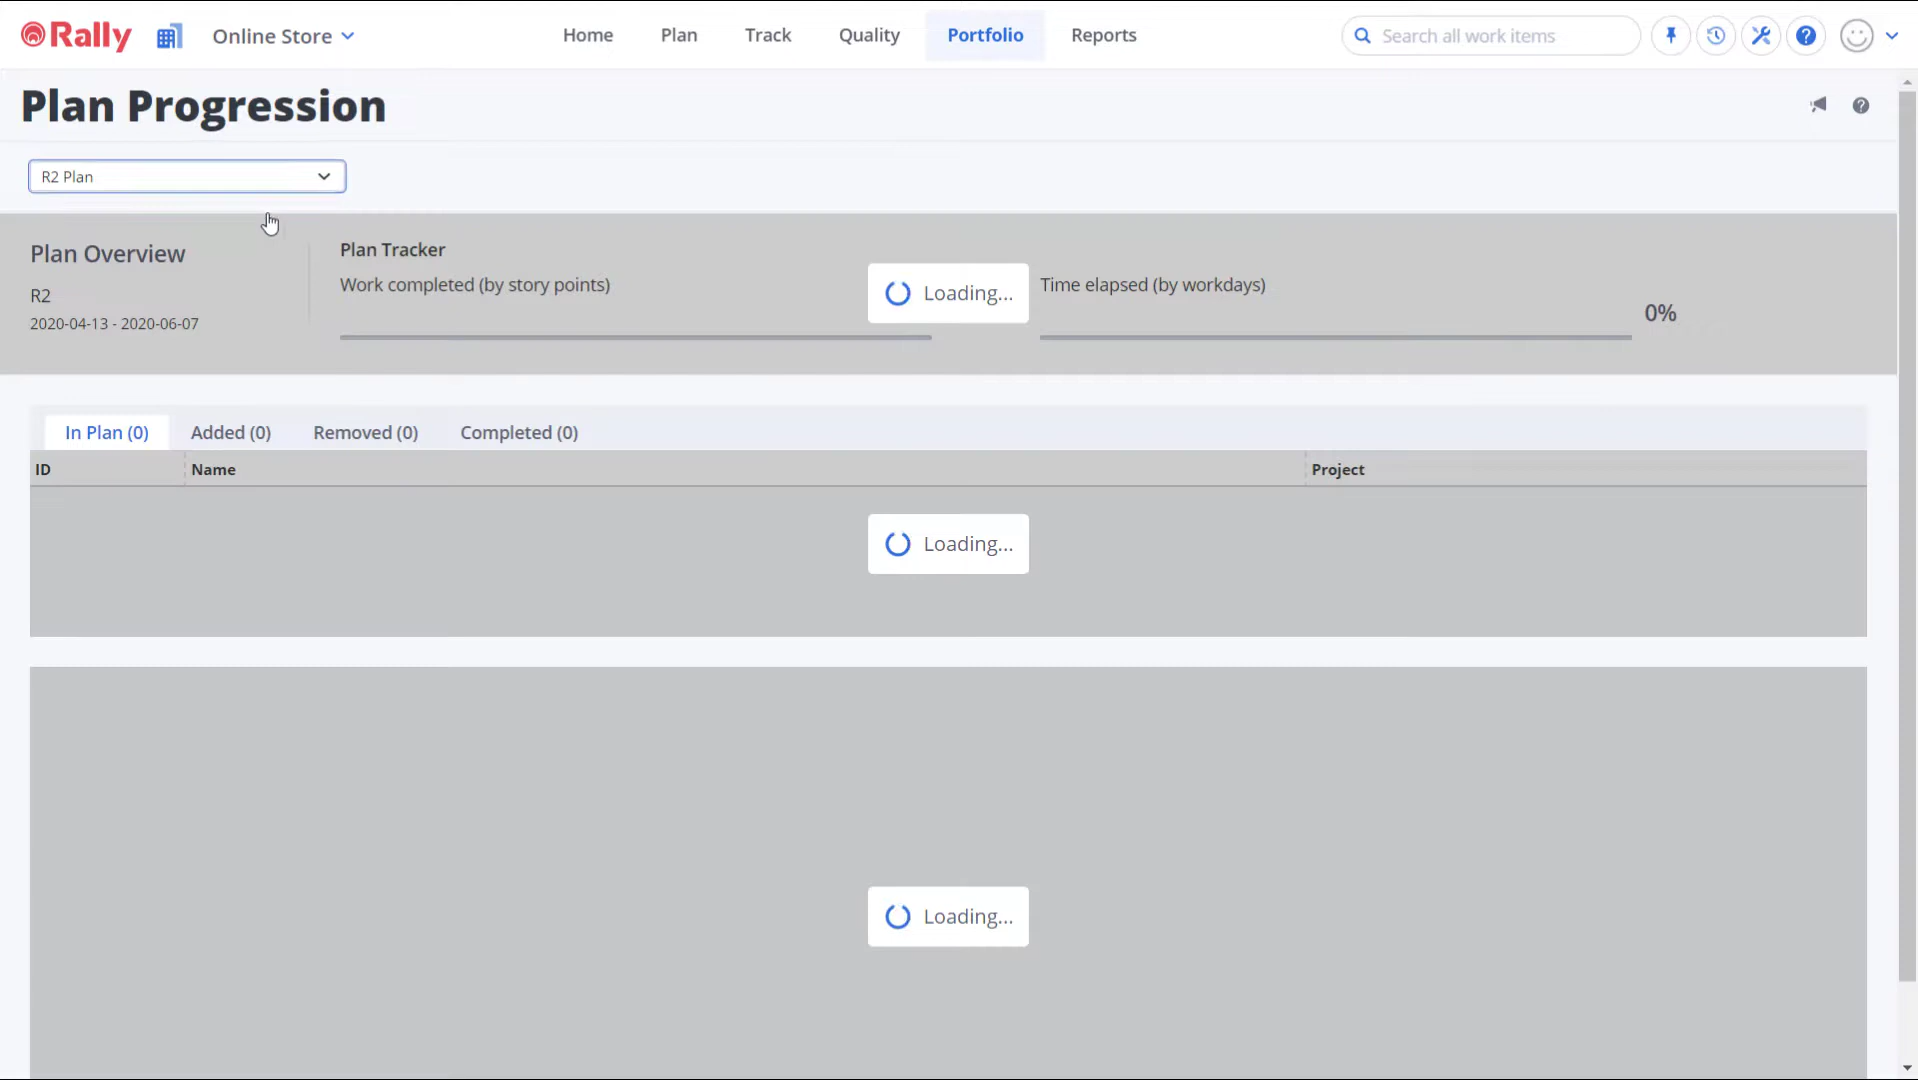 Rally Online Store Home Plan Track Quality Portfolio Reports Search all work items
Plan Progression
R2 Plan
Plan Overview
R2
2020-04-13 - 2020-06-07
Plan Tracker
Work completed (by story points)
Loading...
Time elapsed (by workdays)
0%
In Plan (0) Added (0) Removed (0) Completed (0)
ID Name Project
Loading...
Loading...